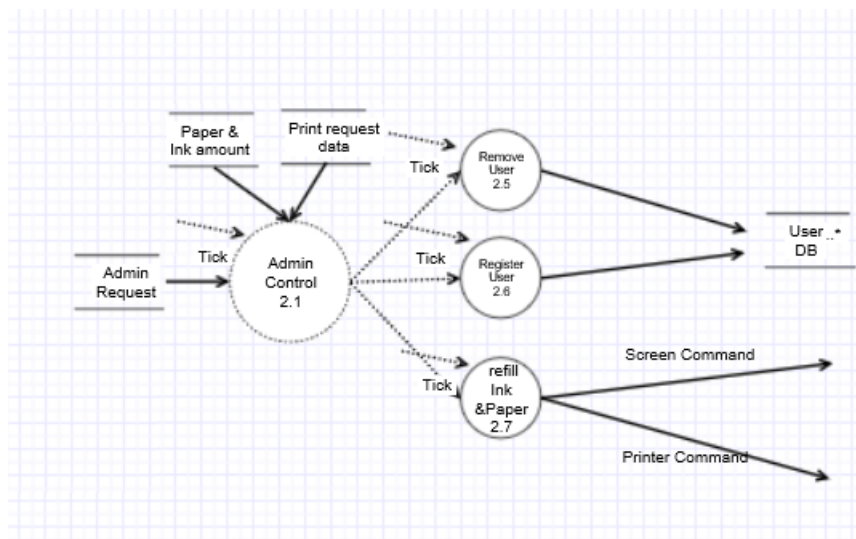 Paper &
Ink amount
Print request
data
Tick
Remove
User
2.5
Tick
Admin
Request
Admin
Control
2.1
Tick
Register
User
2.6
User
DB
Tick
refill
Ink
&Paper
2.7
Screen Command
Printer Command